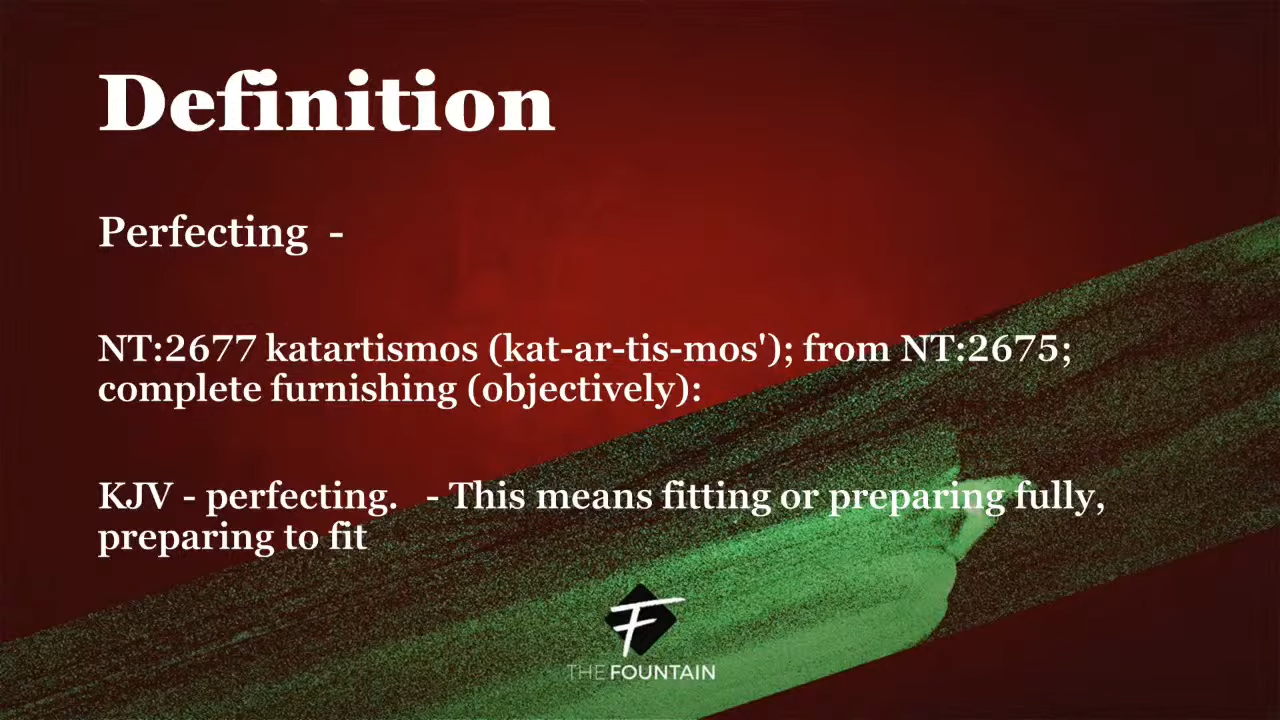 Definition
Perfecting  -
NT:2677 katartismos (kat-ar-tis-mos'); from NT:2675;
complete furnishing (objectively):
KJV - perfecting.   - This means fitting or preparing fully,
preparing to fit
F
THE FOUNTAIN